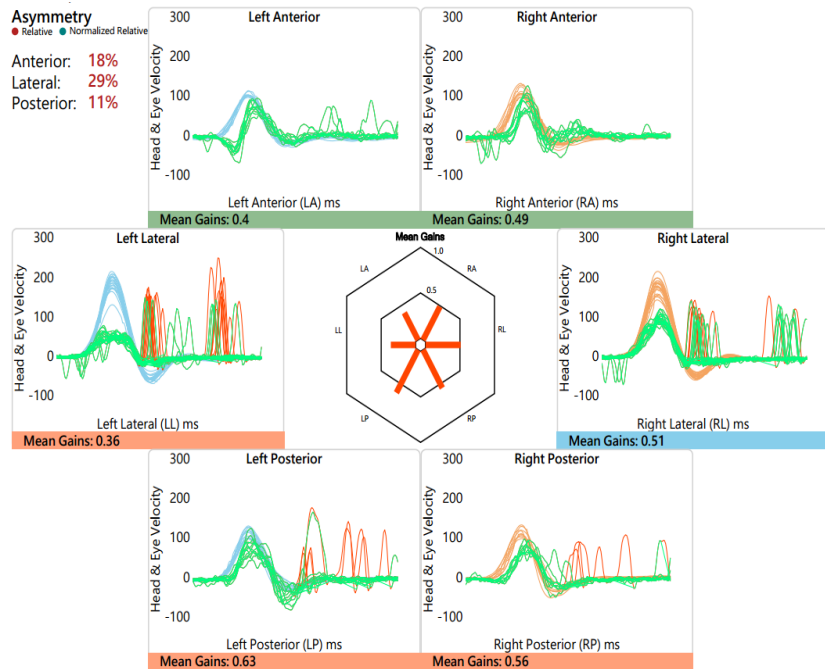 Asymmetry
Relative Normalized Relative
Anterior: 18%
Lateral: 29%
Posterior: 11%
Left Anterior
300
200
100
0
-100
Head & Eye Velocity
Left Anterior (LA) ms
Mean Gains: 0.4
Right Anterior
300
200
100
0
-100
Head & Eye Velocity
Right Anterior (RA) ms
Mean Gains: 0.49
Left Lateral
300
200
100
0
-100
Head & Eye Velocity
Left Lateral (LL) ms
Mean Gains: 0.36
Mean Gains
1.0
0.5
LA
RA
LL
RL
LP
RP
Right Lateral
300
200
100
0
-100
Head & Eye Velocity
Right Lateral (RL) ms
Mean Gains: 0.51
Left Posterior
300
200
100
0
-100
Head & Eye Velocity
Left Posterior (LP) ms
Mean Gains: 0.63
Right Posterior
300
200
100
0
-100
Head & Eye Velocity
Right Posterior (RP) ms
Mean Gains: 0.56